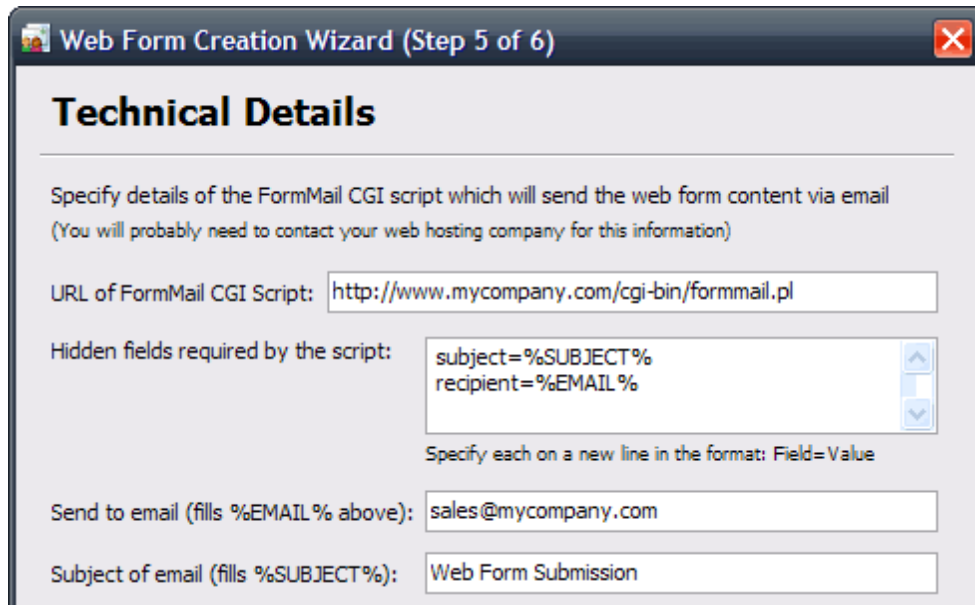 Web Form Creation Wizard (Step 5 of 6)
Technical Details
Specify details of the FormMail CGI script which will send the web form content via email
(You will probably need to contact your web hosting company for this information)
URL of FormMail CGI Script: http://www.mycompany.com/cgi-bin/formmail.pl
Hidden fields required by the script: subject=%SUBJECT%
recipient=%EMAIL%
Specify each on a new line in the format: Field=Value
Send to email (fills %EMAIL% above): sales@mycompany.com
Subject of email (fills %SUBJECT%): Web Form Submission